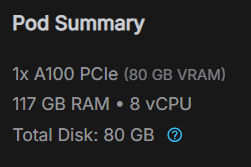 Pod Summary
1x A100 PCIe (80 GB VRAM)
117 GB RAM • 8 vCPU
Total Disk: 80 GB ?